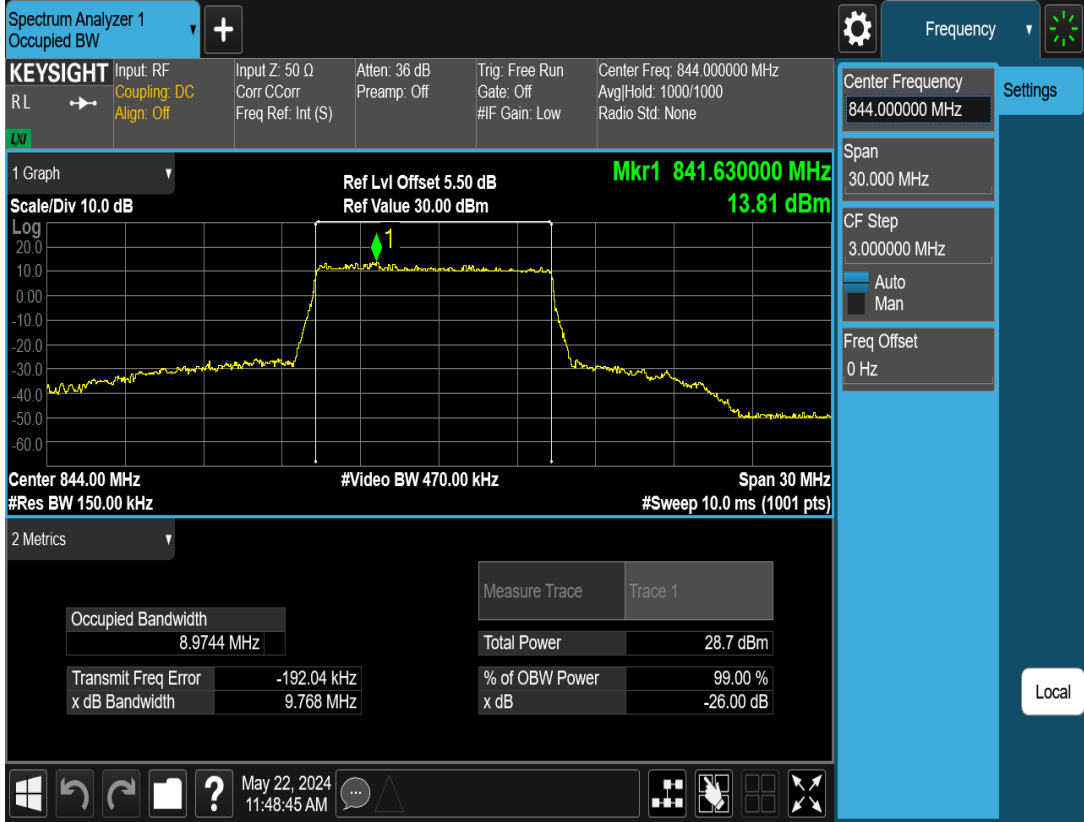 Spectrum Analyzer 1
Occupied BW
+
Frequency
KEYSIGHT
RL
LXI
Input: RF
Coupling: DC
Align: Off
Input Z: 50 Ω
Corr CCorr
Freq Ref: Int (S)
Atten: 36 dB
Preamp: Off
Trig: Free Run
Gate: Off
#IF Gain: Low
Center Freq: 844.000000 MHz
Avg|Hold: 1000/1000
Radio Std: None
Center Frequency
844.000000 MHz
Settings
Span
30.000 MHz
CF Step
3.000000 MHz
Auto
Man
Freq Offset
0 Hz
Local
1 Graph
Ref Lvl Offset 5.50 dB
Mkr1 841.630000 MHz
Scale/Div 10.0 dB
Ref Value 30.00 dBm
13.81 dBm
Log
1
20.0
10.0
0.00
-10.0
-20.0
-30.0
-40.0
-50.0
-60.0
Center 844.00 MHz
#Video BW 470.00 kHz
Span 30 MHz
#Res BW 150.00 kHz
#Sweep 10.0 ms (1001 pts)
2 Metrics
Measure Trace
Trace 1
Occupied Bandwidth
8.9744 MHz
Total Power
28.7 dBm
Transmit Freq Error
-192.04 kHz
% of OBW Power
99.00 %
x dB Bandwidth
9.768 MHz
x dB
-26.00 dB
?
May 22, 2024
11:48:45 AM